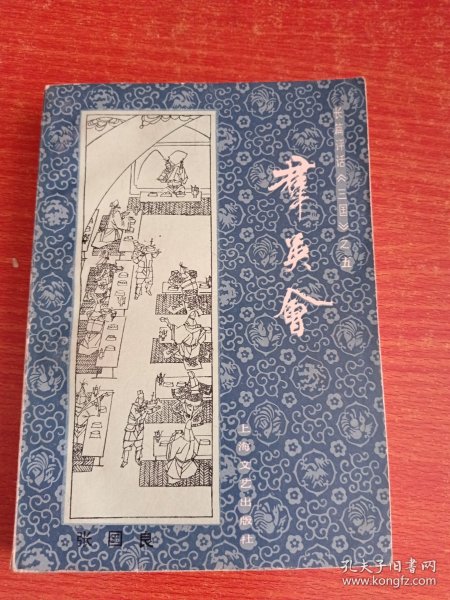 长篇评话《三国》之五
群英會
上海文艺出版社
张国良
孔夫子旧书网
www.kongfz.com